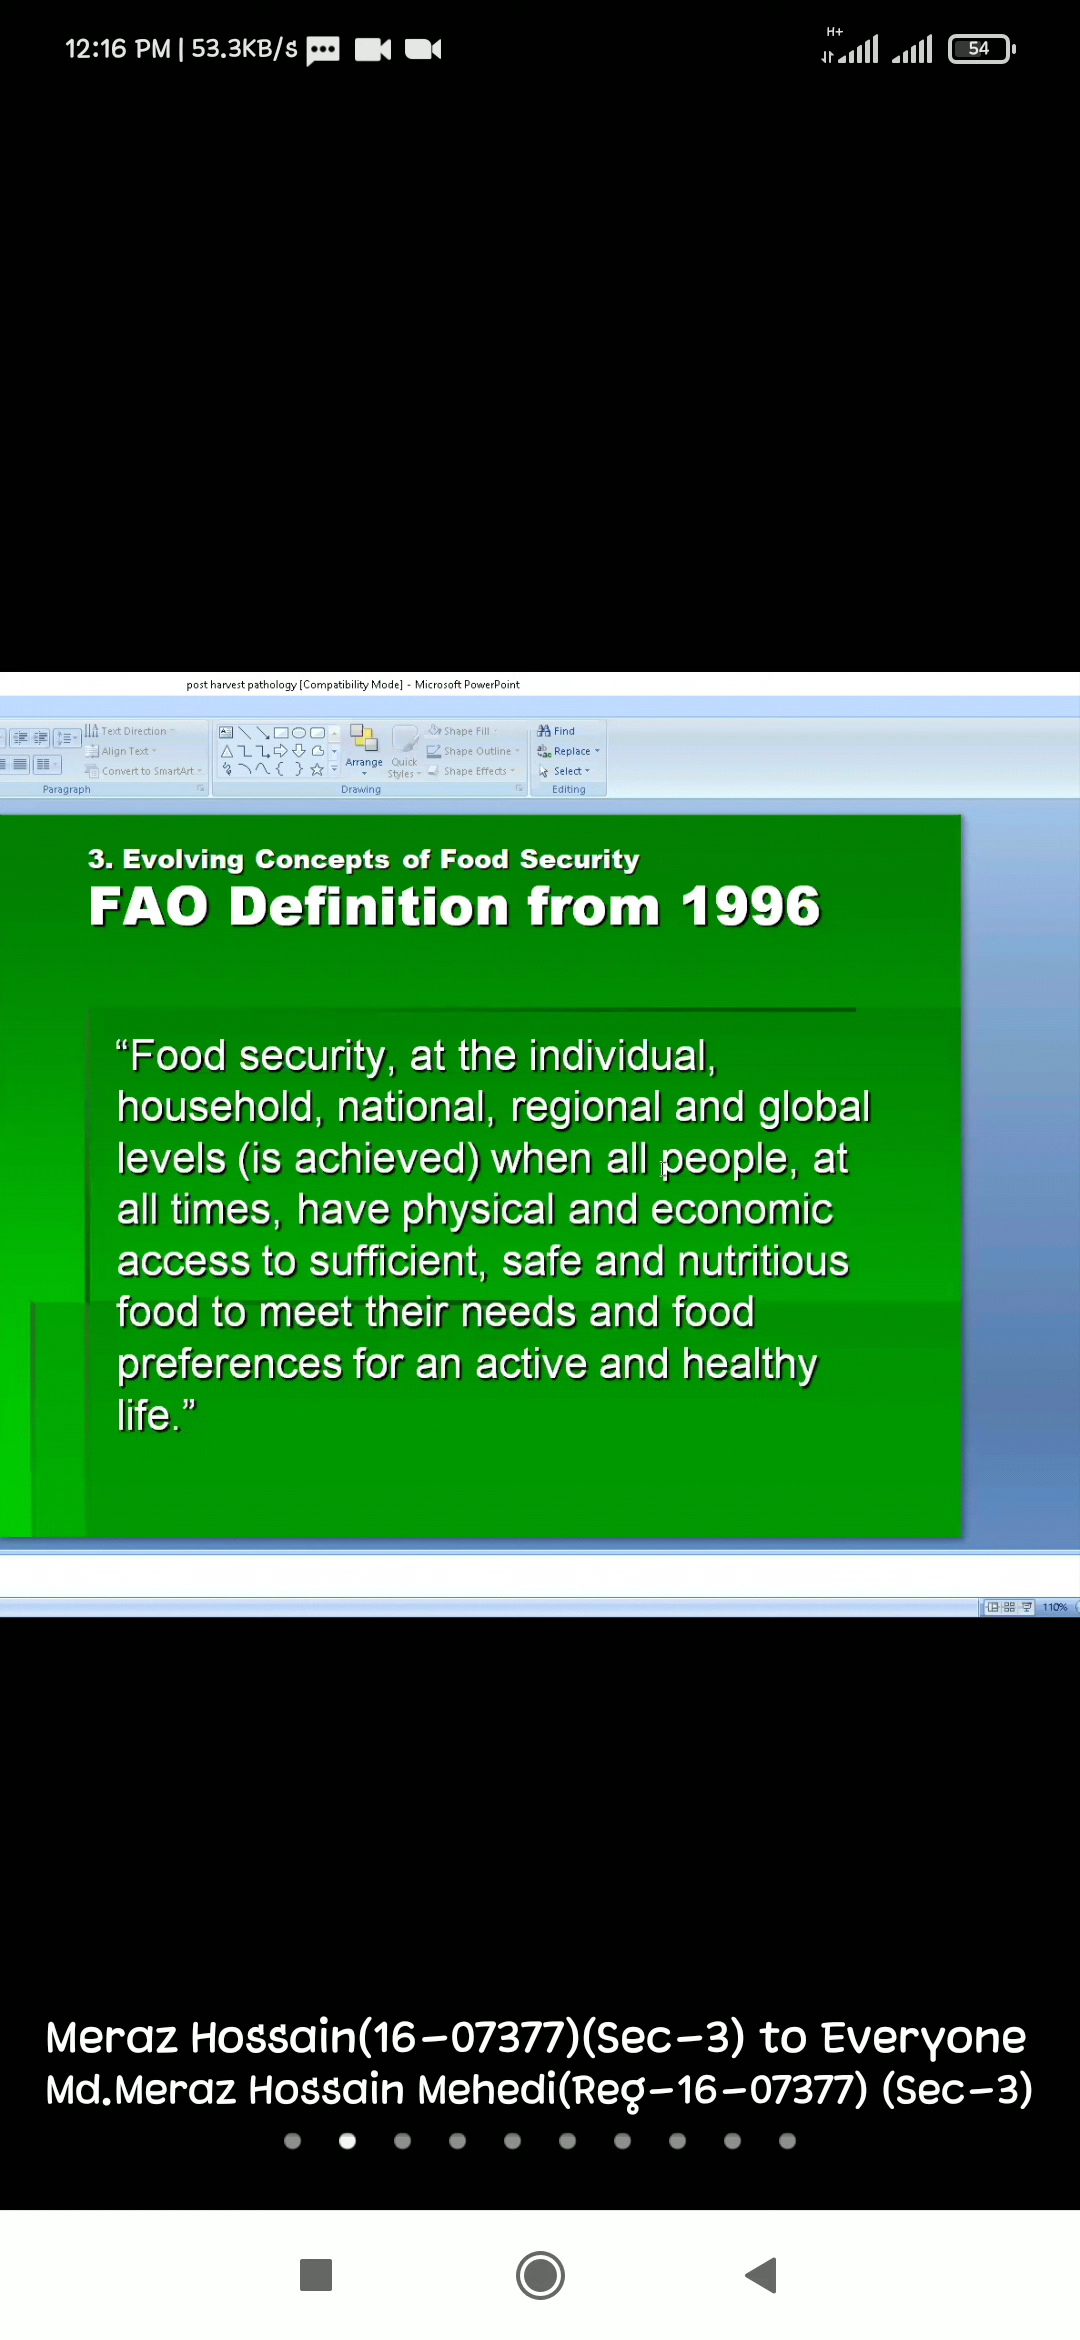 12:16 PM | 53.3KB/s
H+
54
post harvest pathology [Compatibility Mode] - Microsoft PowerPoint
Text Direction
Align Text
Convert to SmartArt
Paragraph
Arrange
Quick
Styles
Shape Fill
Shape Outline
Shape Effects
Drawing
Find
Replace
Select
Editing
3. Evolving Concepts of Food Security
FAO Definition from 1996
“Food security, at the individual,
household, national, regional and global
levels (is achieved) when all people, at
all times, have physical and economic
access to sufficient, safe and nutritious
food to meet their needs and food
preferences for an active and healthy
life.”
110%
Meraz Hossain(16-07377)(Sec-3) to Everyone
Md.Meraz Hossain Mehedi(Reg-16-07377) (Sec-3)